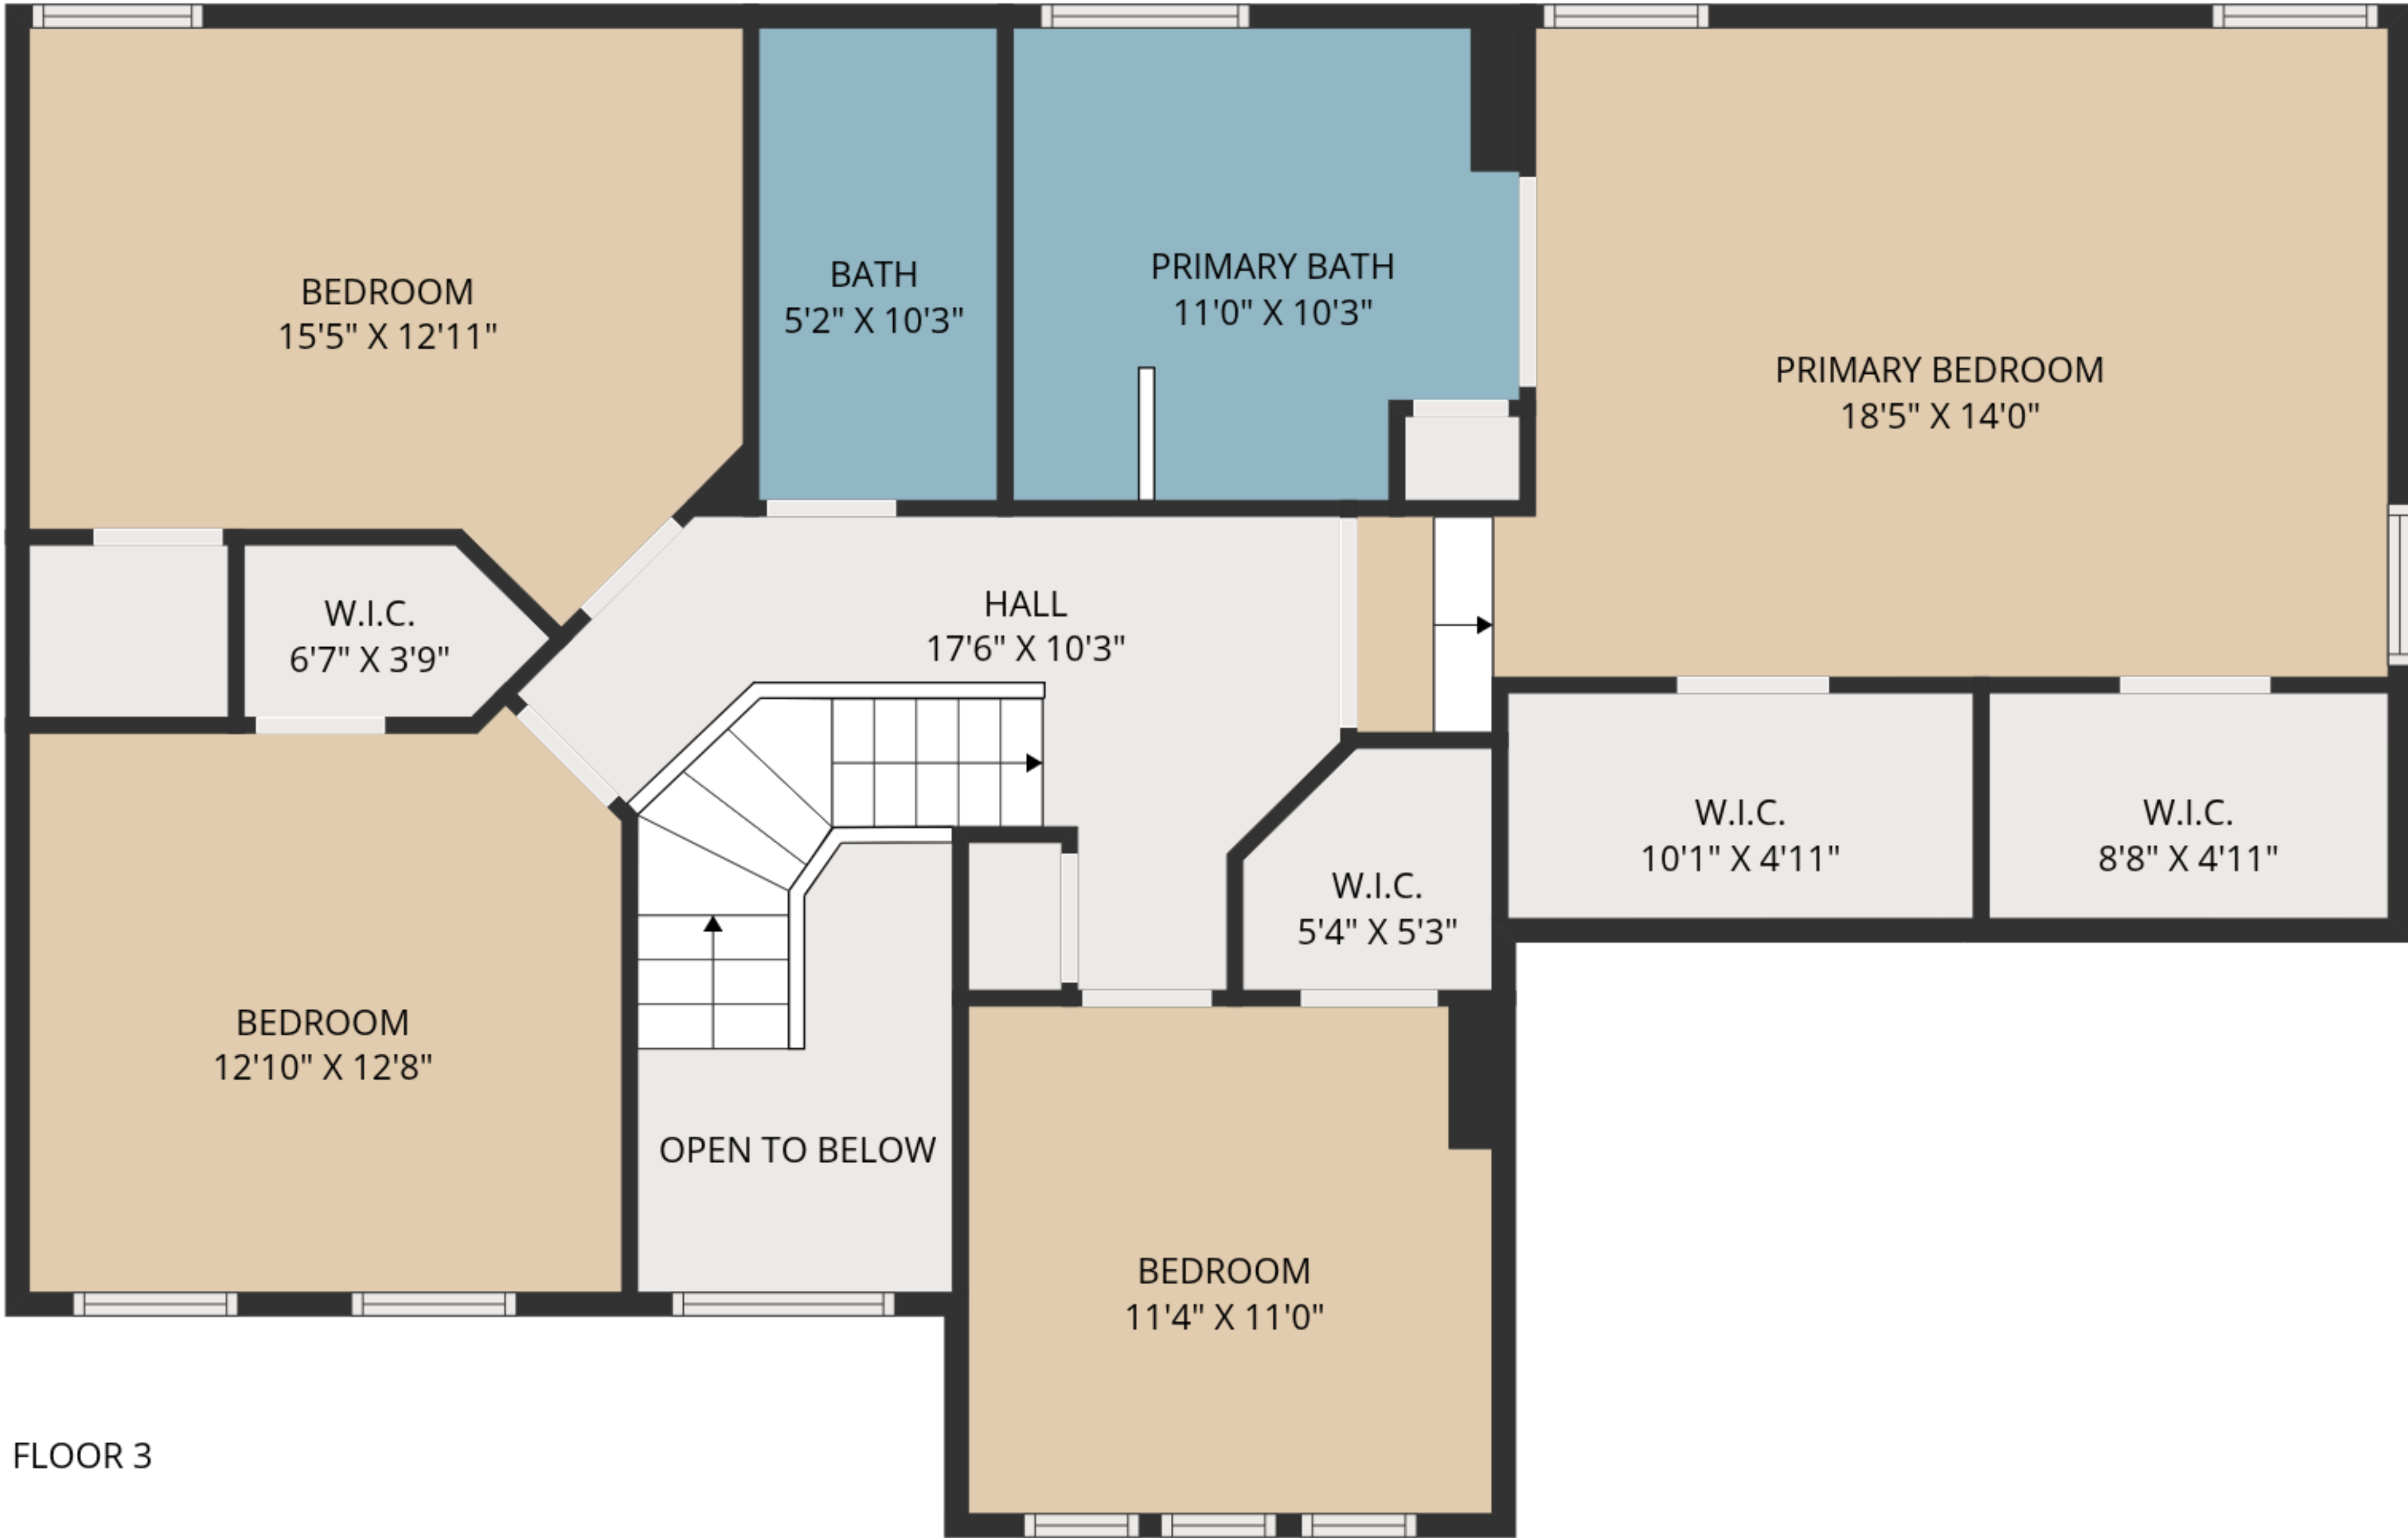 BEDROOM
15'5" X 12'11"
BATH
5'2" X 10'3"
PRIMARY BATH
11'0" X 10'3"
PRIMARY BEDROOM
18'5" X 14'0"
W.I.C.
6'7" X 3'9"
HALL
17'6" X 10'3"
W.I.C.
5'4" X 5'3"
W.I.C.
10'1" X 4'11"
W.I.C.
8'8" X 4'11"
BEDROOM
12'10" X 12'8"
OPEN TO BELOW
BEDROOM
11'4" X 11'0"
FLOOR 3